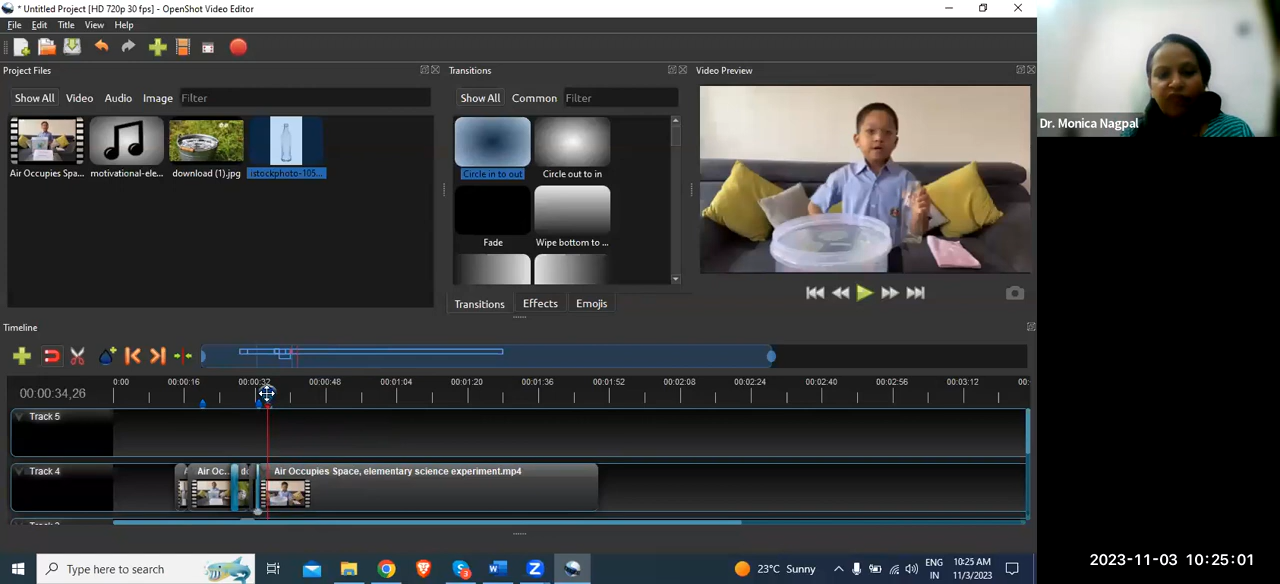 * Untitled Project [HD 720p 30 fps] - OpenShot Video Editor
File Edit Title View Help
Project Files
Transitions
Video Preview
Show All Video Audio Image Filter
Show All Common Filter
Dr. Monica Nagpal
Air Occupies Spa... motivational-ele... download (1).jpg istockphoto-105...
Circle in to out Circle out to in
Fade Wipe bottom to ...
Transitions Effects Emojis
Timeline
00:00:34,26
0:00 00:00:16 00:00:32 00:00:48 00:01:04 00:01:20 00:01:36 00:01:52 00:02:08 00:02:24 00:02:40 00:02:56 00:03:12 00:
Track 5
Track 4
Air Oc... Air Occupies Space, elementary science experiment.mp4
Type here to search
23°C Sunny
ENG
IN
10:25 AM
11/3/2023
2023-11-03 10:25:01